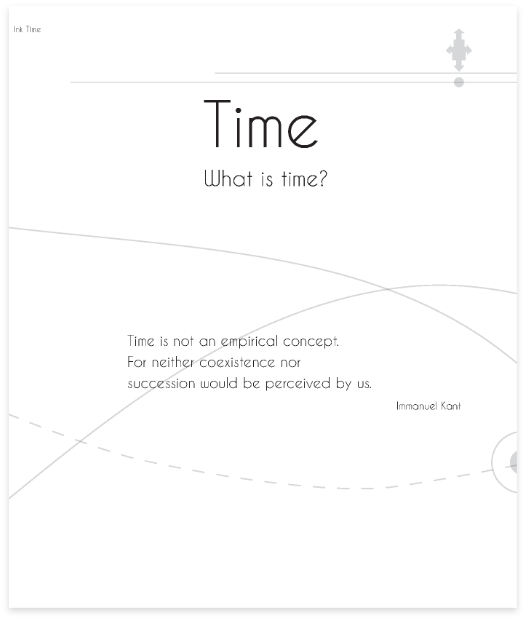 Ink Time
Time
What is time?
Time is not an empirical concept.
For neither coexistence nor
succession would be perceived by us.
Immanuel Kant